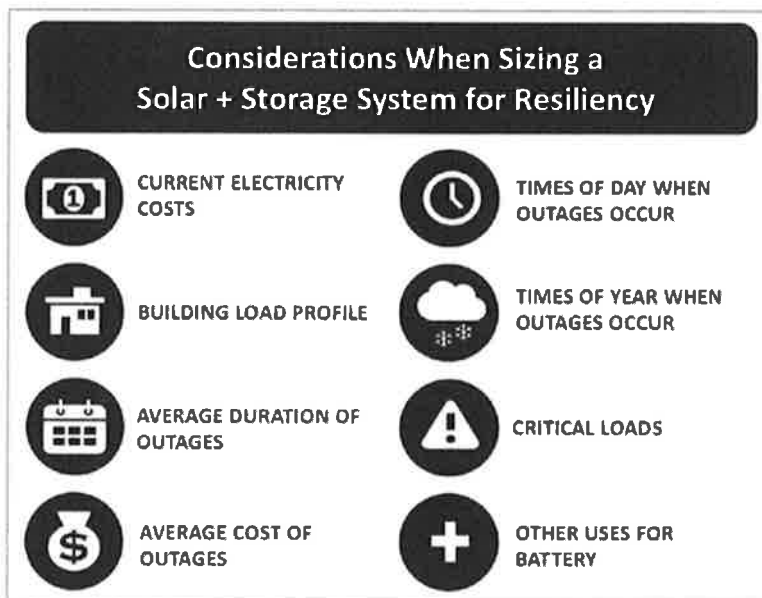 Considerations When Sizing a
Solar + Storage System for Resiliency
CURRENT ELECTRICITY
COSTS
BUILDING LOAD PROFILE
AVERAGE DURATION OF
OUTAGES
AVERAGE COST OF
OUTAGES
TIMES OF DAY WHEN
OUTAGES OCCUR
TIMES OF YEAR WHEN
OUTAGES OCCUR
CRITICAL LOADS
OTHER USES FOR
BATTERY
1
$